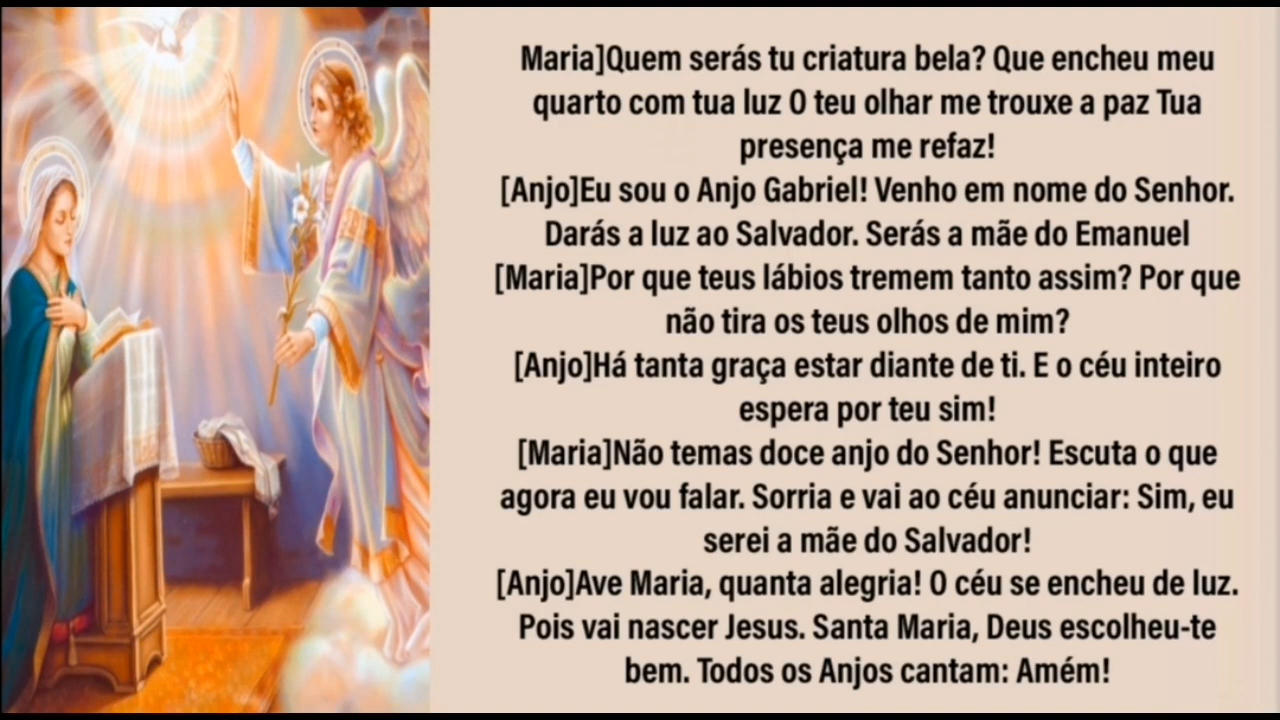 Maria]Quem serás tu criatura bela? Que encheu meu
quarto com tua luz O teu olhar me trouxe a paz Tua
presença me refaz!
[Anjo]Eu sou o Anjo Gabriel! Venho em nome do Senhor.
Darás a luz ao Salvador. Serás a mãe do Emanuel
[Maria]Por que teus lábios tremem tanto assim? Por que
não tira os teus olhos de mim?
[Anjo]Há tanta graça estar diante de ti. E o céu inteiro
espera por teu sim!
[Maria]Não temas doce anjo do Senhor! Escuta o que
agora eu vou falar. Sorria e vai ao céu anunciar: Sim, eu
serei a mãe do Salvador!
[Anjo]Ave Maria, quanta alegria! O céu se encheu de luz.
Pois vai nascer Jesus. Santa Maria, Deus escolheu-te
bem. Todos os Anjos cantam: Amém!